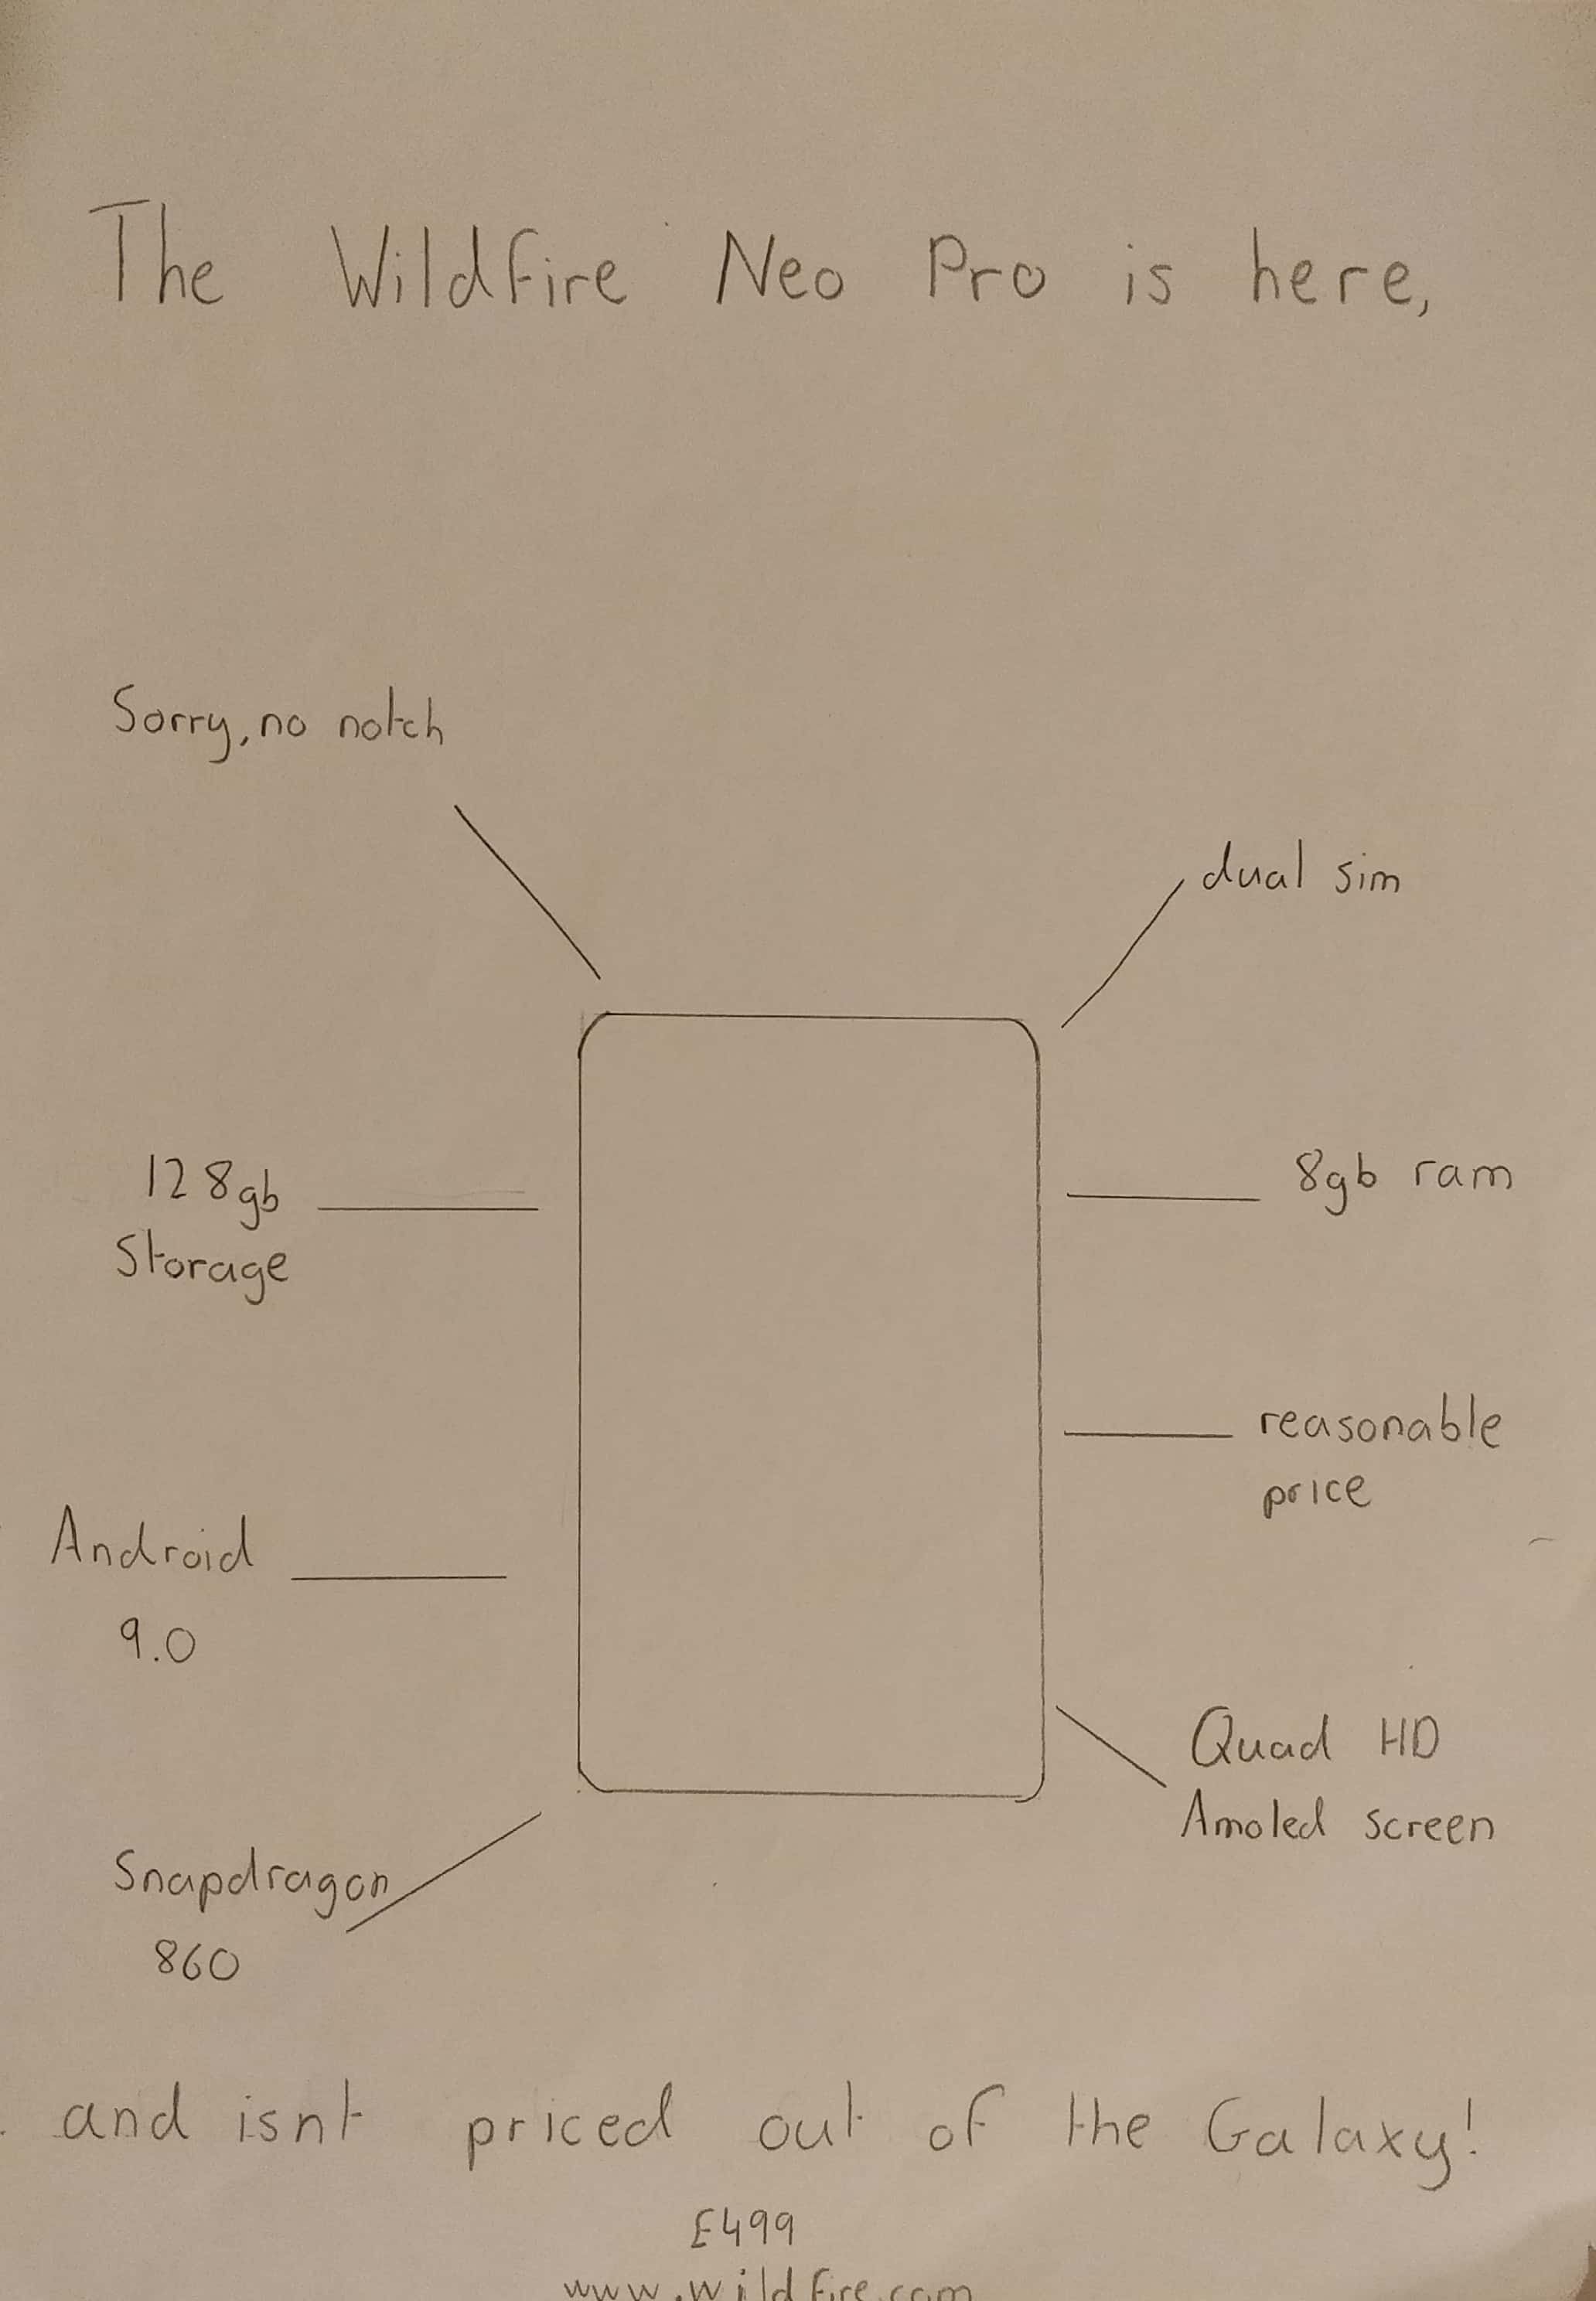 The Wildfire Neo Pro is here,
Sorry, no notch
dual sim
128gb
Storage
8gb ram
reasonable
price
Android
9.0
Quad HD
Amoled screen
Snapdragon
860
and isnt priced out of the Galaxy!
£499
www.wildfire.com